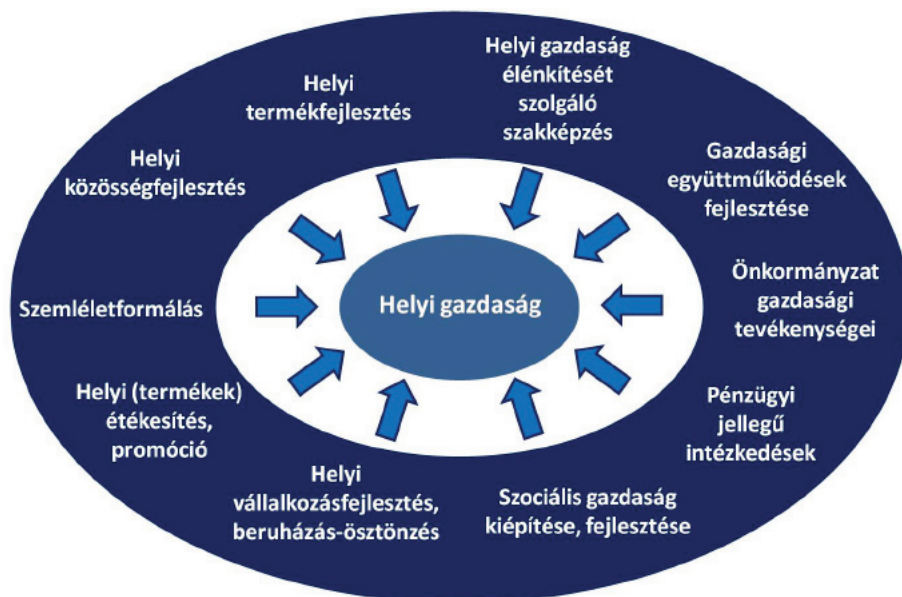 Helyi
termékfejlesztés
Helyi gazdaság
élénkítését
szolgáló
szakképzés
Gazdasági
együttműködések
fejlesztése
Önkormányzat
gazdasági
tevékenységei
Pénzügyi
jellegű
intézkedések
Szociális gazdaság
kiépítése, fejlesztése
Helyi
vállalkozásfejlesztés,
beruházás-ösztönzés
Helyi (termékek)
étékesítés,
promóció
Szemléletformálás
Helyi
közösségfejlesztés
Helyi gazdaság